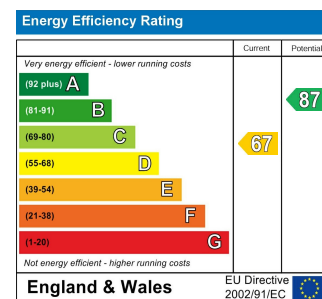 Energy Efficiency Rating
Current Potential
Very energy efficient - lower running costs
(92 plus) A
(81-91) B
(69-80) C
(55-68) D
(39-54) E
(21-38) F
(1-20) G
67
87
Not energy efficient - higher running costs
England & Wales
EU Directive
2002/91/EC